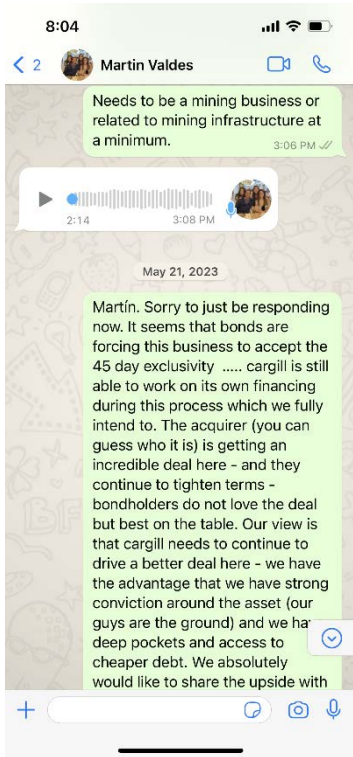 8:04
2
Martin Valdes
Needs to be a mining business or
related to mining infrastructure at
a minimum.
3:06 PM
2:14
3:08 PM
May 21, 2023
Martín. Sorry to just be responding
now. It seems that bonds are
forcing this business to accept the
45 day exclusivity ..... cargill is still
able to work on its own financing
during this process which we fully
intend to. The acquirer (you can
guess who it is) is getting an
incredible deal here - and they
continue to tighten terms -
bondholders do not love the deal
but best on the table. Our view is
that cargill needs to continue to
drive a better deal here - we have
the advantage that we have strong
conviction around the asset (our
guys are the ground) and we
deep pockets and access to
cheaper debt. We absolutely
would like to share the upside with